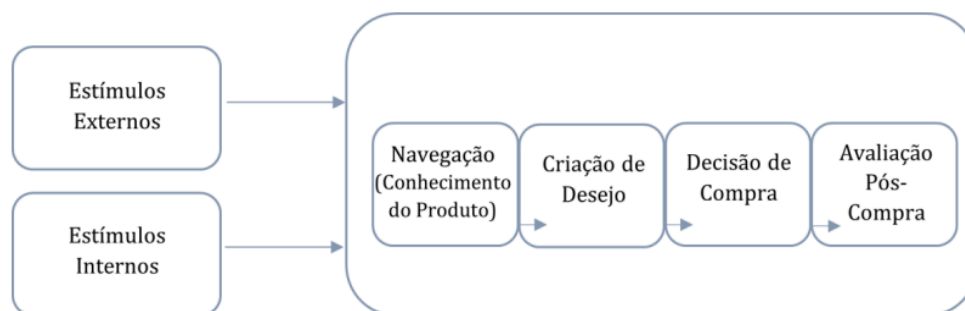 Estímulos
Externos
Estímulos
Internos
Navegação
(Conhecimento
do Produto)
Criação de
Desejo
Decisão de
Compra
Avaliação
Pós-
Compra